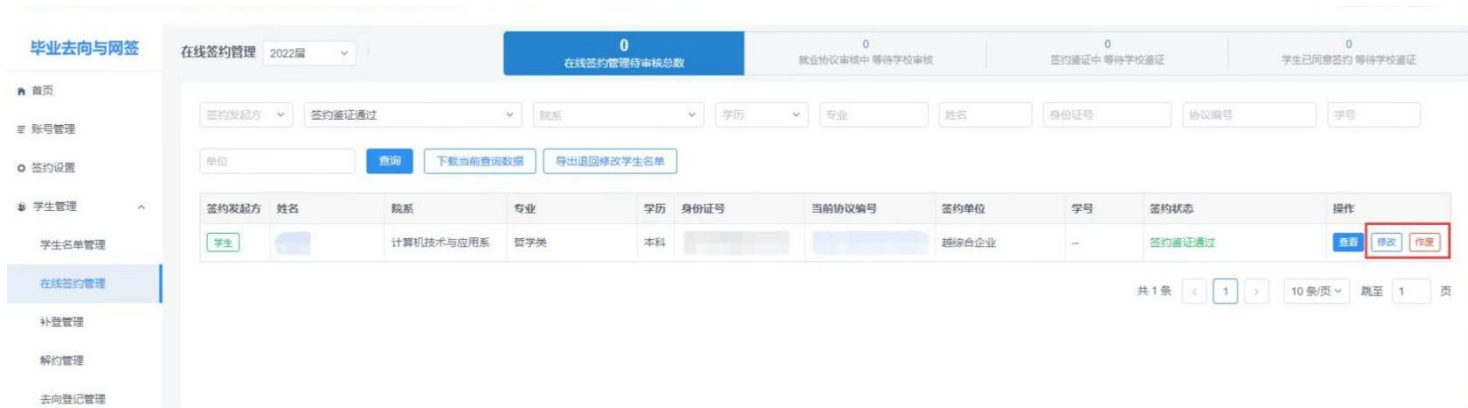 毕业去向与网签
首页
账号管理
签约设置
学生管理
学生名单管理
在线签约管理
补登管理
解约管理
去向登记管理
在线签约管理 2022届
0
在线签约管理待审核总数
0
就业协议审核中 等待学校审核
0
签约鉴证中 等待学校鉴证
0
学生已同意签约 等待学校鉴证
签约发起方 签约鉴证通过 院系 学历 专业 姓名 身份证号 协议编号 学号
单位 查询 下载当前查询数据 导出退回修改学生名单
签约发起方 姓名 院系 专业 学历 身份证号 当前协议编号 签约单位 学号 签约状态 操作
学生 计算机技术与应用系 哲学类 本科 越综合企业 -- 签约鉴证通过 查看 修改 作废
共 1 条 < 1 > 10 条/页 跳至 1 页